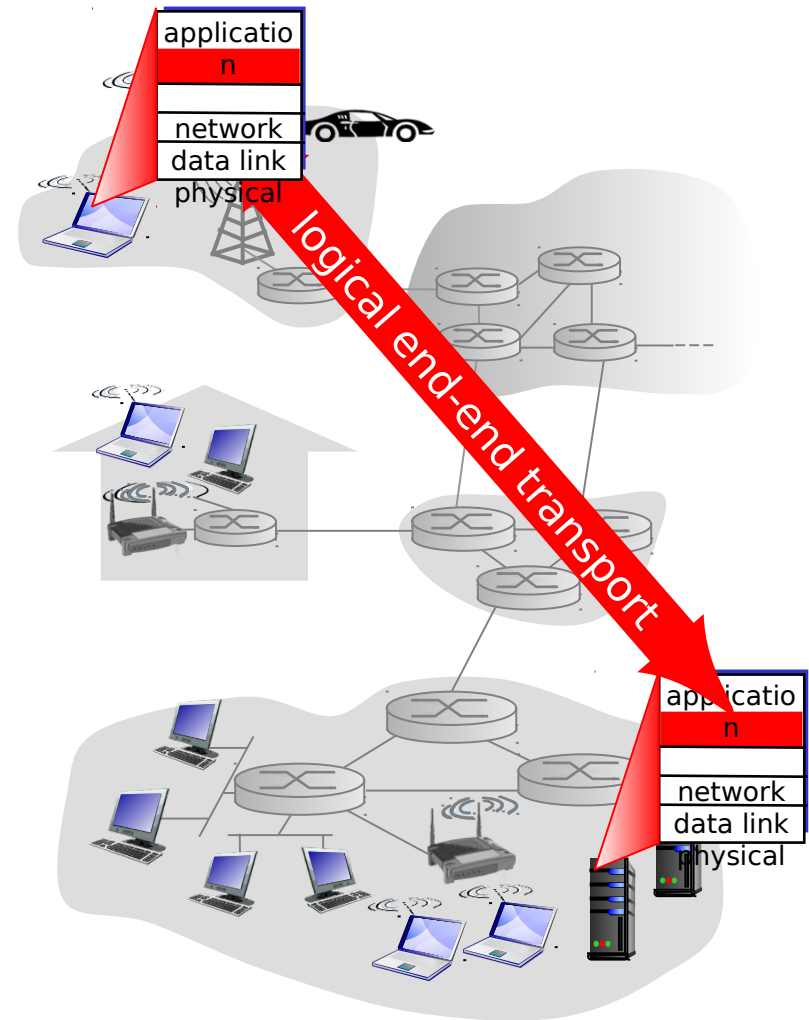 applicatio
n
network
data link
physical
logical end-end transport
applicatio
n
network
data link
physical